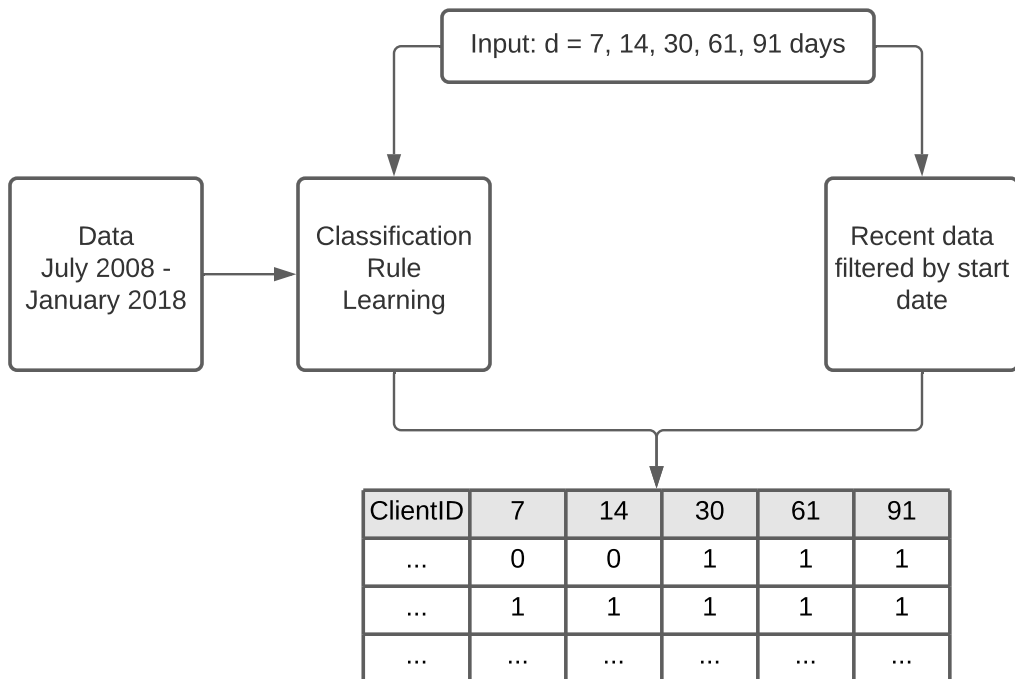 Input: d = 7, 14, 30, 61, 91 days
Data
July 2008 -
January 2018
Classification
Rule
Learning
Recent data
filtered by start
date
ClientID 7 14 30 61 91
... 0 0 1 1 1
... 1 1 1 1 1
... ... ... ... ... ...